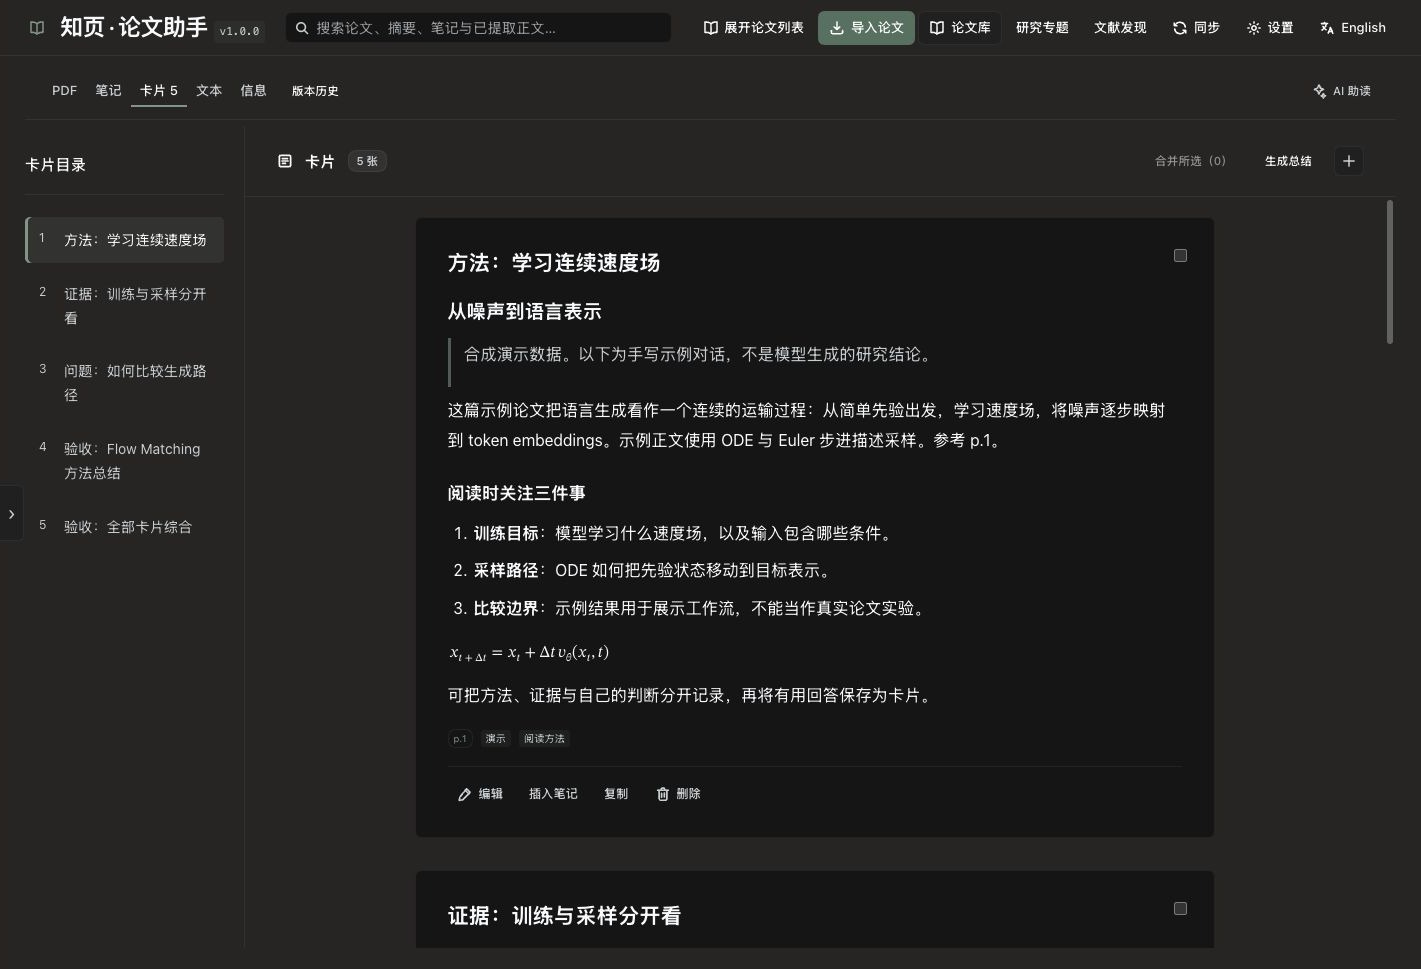 知页·论文助手 v1.0.0
搜索论文、摘要、笔记与已提取正文...
展开论文列表
导入论文
论文库
研究专题
文献发现
同步
设置
English
PDF
笔记
卡片 5
文本
信息
版本历史
AI 助读
卡片目录
1 方法：学习连续速度场
2 证据：训练与采样分开
看
3 问题：如何比较生成路
径
4 验收：Flow Matching
方法总结
5 验收：全部卡片综合
卡片 5 张
合并所选（0）
生成总结
方法：学习连续速度场
从噪声到语言表示
合成演示数据。以下为手写示例对话，不是模型生成的研究结论。
这篇示例论文把语言生成看作一个连续的运输过程：从简单先验出发，学习速度场，将噪声逐步映射
到 token embeddings。示例正文使用 ODE 与 Euler 步进描述采样。参考 p.1。
阅读时关注三件事
1. 训练目标：模型学习什么速度场，以及输入包含哪些条件。
2. 采样路径：ODE 如何把先验状态移动到目标表示。
3. 比较边界：示例结果用于展示工作流，不能当作真实论文实验。
x_{t+Δt} = x_t + Δt v_θ(x_t, t)
可把方法、证据与自己的判断分开记录，再将有用回答保存为卡片。
p.1 演示 阅读方法
编辑
插入笔记
复制
删除
证据：训练与采样分开看